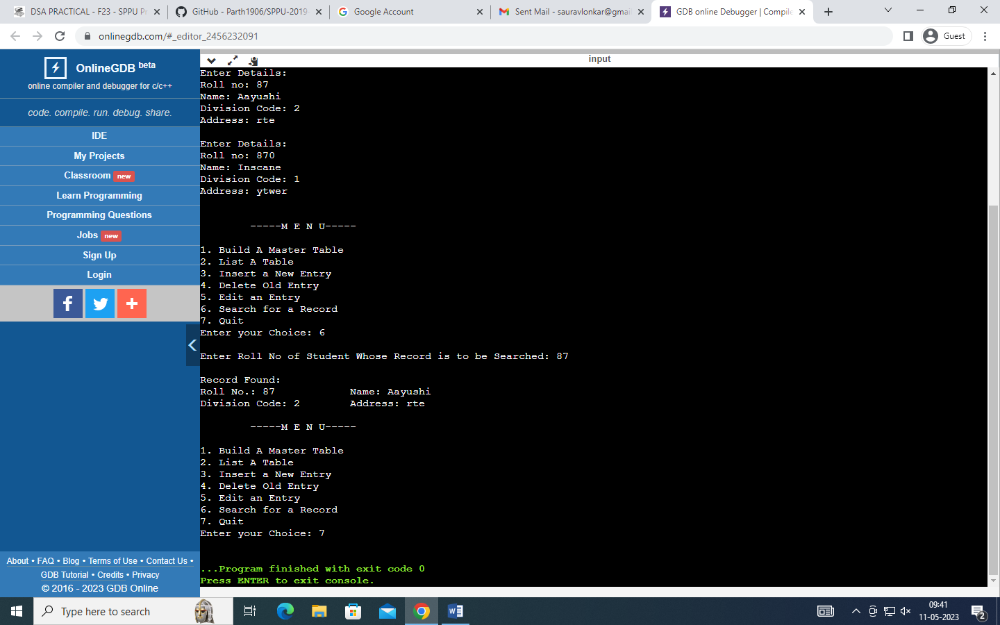 DSA PRACTICAL - F23 - SPPU Pr
GitHub - Parth1906/SPPU-2019-
Google Account
Sent Mail - sauravlonkar@gmai
GDB online Debugger | Compile
onlinegdb.com/#_editor_2456232091
Guest
OnlineGDB beta
online compiler and debugger for c/c++
code. compile. run. debug. share.
IDE
My Projects
Classroom new
Learn Programming
Programming Questions
Jobs new
Sign Up
Login
About • FAQ • Blog • Terms of Use • Contact Us •
GDB Tutorial • Credits • Privacy
© 2016 - 2023 GDB Online
input
Enter Details:
Roll no: 87
Name: Aayushi
Division Code: 2
Address: rte
Enter Details:
Roll no: 870
Name: Inscane
Division Code: 1
Address: ytwer
-----M E N U-----
1. Build A Master Table
2. List A Table
3. Insert a New Entry
4. Delete Old Entry
5. Edit an Entry
6. Search for a Record
7. Quit
Enter your Choice: 6
Enter Roll No of Student Whose Record is to be Searched: 87
Record Found:
Roll No.: 87 Name: Aayushi
Division Code: 2 Address: rte
-----M E N U-----
1. Build A Master Table
2. List A Table
3. Insert a New Entry
4. Delete Old Entry
5. Edit an Entry
6. Search for a Record
7. Quit
Enter your Choice: 7
...Program finished with exit code 0
Press ENTER to exit console.
Type here to search
09:41
11-05-2023
2